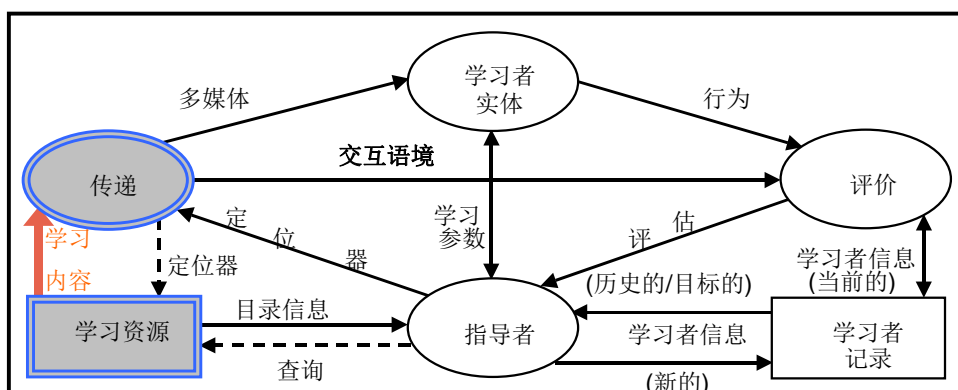 学习者
实体
多媒体
行为
交互语境
传递
评价
学习
参数
定位器
评估
学习
内容
定位器
学习者信息
(当前的)
(历史的/目标的)
目录信息
学习资源
指导者
学习者信息
学习者
记录
查询
(新的)